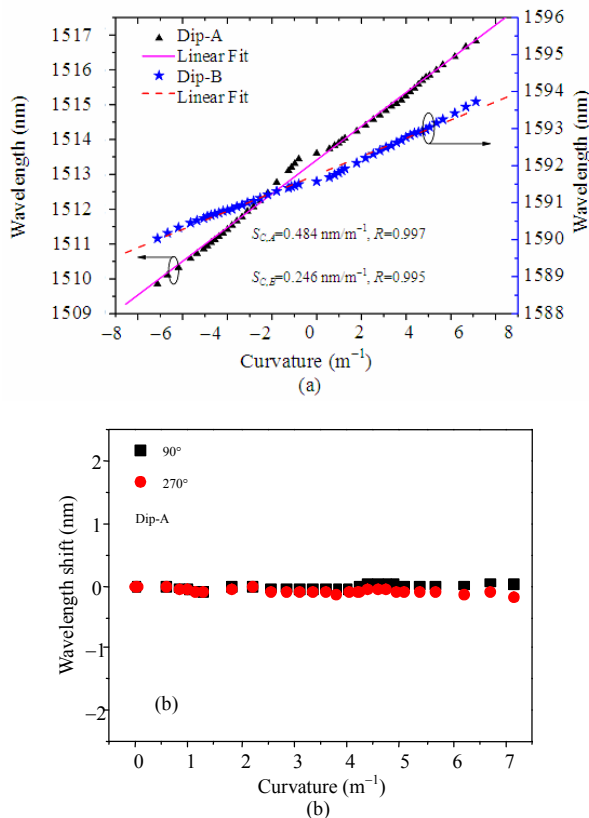 1517
1516
1515
1514
1513
1512
1511
1510
1509
Wavelength (nm)
Dip-A
Linear Fit
Dip-B
Linear Fit
S_{C,A}=0.484 nm/m⁻¹, R=0.997
S_{C,B}=0.246 nm/m⁻¹, R=0.995
1596
1595
1594
1593
1592
1591
1590
1589
1588
Wavelength (nm)
−8 −6 −4 −2 0 2 4 6 8
Curvature (m⁻¹)
(a)
2
1
0
−1
−2
Wavelength shift (nm)
90°
270°
Dip-A
(b)
0 1 2 3 4 5 6 7
Curvature (m⁻¹)
(b)